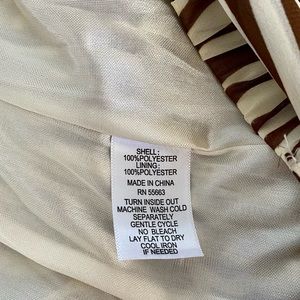 SHELL:
100%POLYESTER
LINING:
100%POLYESTER
MADE IN CHINA
RN 55663
TURN INSIDE OUT
MACHINE WASH COLD
SEPARATELY
GENTLE CYCLE
NO BLEACH
LAY FLAT TO DRY
COOL IRON
IF NEEDED